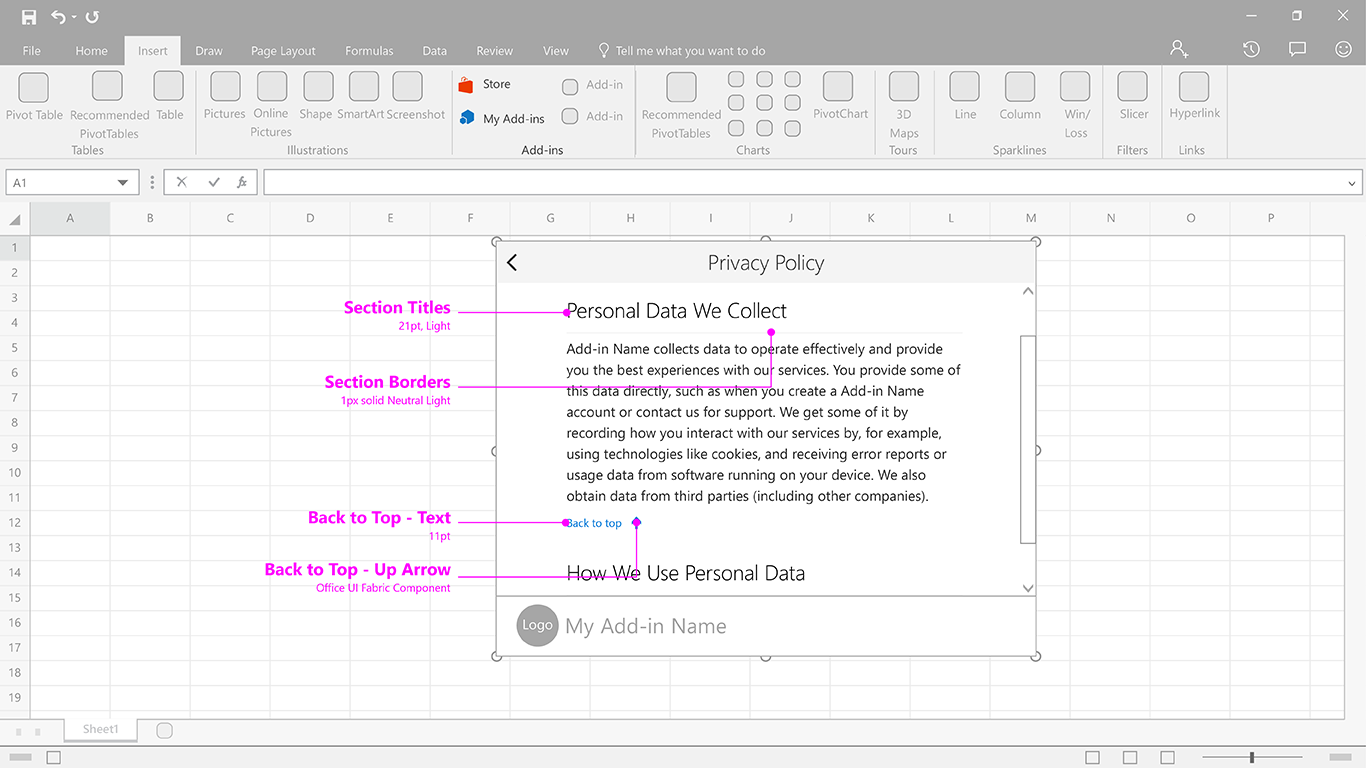 File Home Insert Draw Page Layout Formulas Data Review View Tell me what you want to do
Pivot Table
Recommended
PivotTables
Table
Tables
Pictures
Online
Pictures
Shape
SmartArt
Screenshot
Illustrations
Store
My Add-ins
Add-in
Add-in
Add-ins
Recommended
PivotTables
Charts
PivotChart
3D
Maps
Tours
Line
Column
Win/
Loss
Sparklines
Slicer
Filters
Hyperlink
Links
A1
fx
A B C D E F G H I J K L M N O P
1
2
3
4
5
6
7
8
9
10
11
12
13
14
15
16
17
18
19
Privacy Policy
Section Titles
21pt, Light
Personal Data We Collect
Section Borders
1px solid Neutral Light
Add-in Name collects data to operate effectively and provide
you the best experiences with our services. You provide some of
this data directly, such as when you create a Add-in Name
account or contact us for support. We get some of it by
recording how you interact with our services by, for example,
using technologies like cookies, and receiving error reports or
usage data from software running on your device. We also
obtain data from third parties (including other companies).
Back to Top - Text
11pt
Back to top
Back to Top - Up Arrow
Office UI Fabric Component
How We Use Personal Data
Logo
My Add-in Name
Sheet1